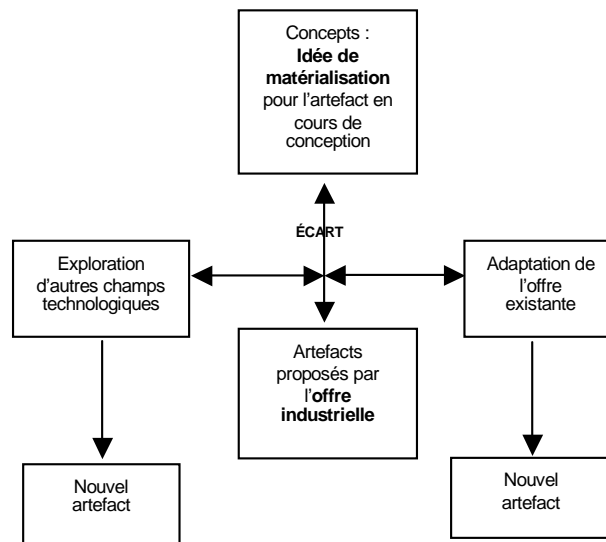 Concepts :
Idée de
matérialisation
pour l'artefact en
cours de
conception
ÉCART
Exploration
d'autres champs
technologiques
Adaptation de
l'offre
existante
Artefacts
proposés par
l'offre
industrielle
Nouvel
artefact
Nouvel
artefact